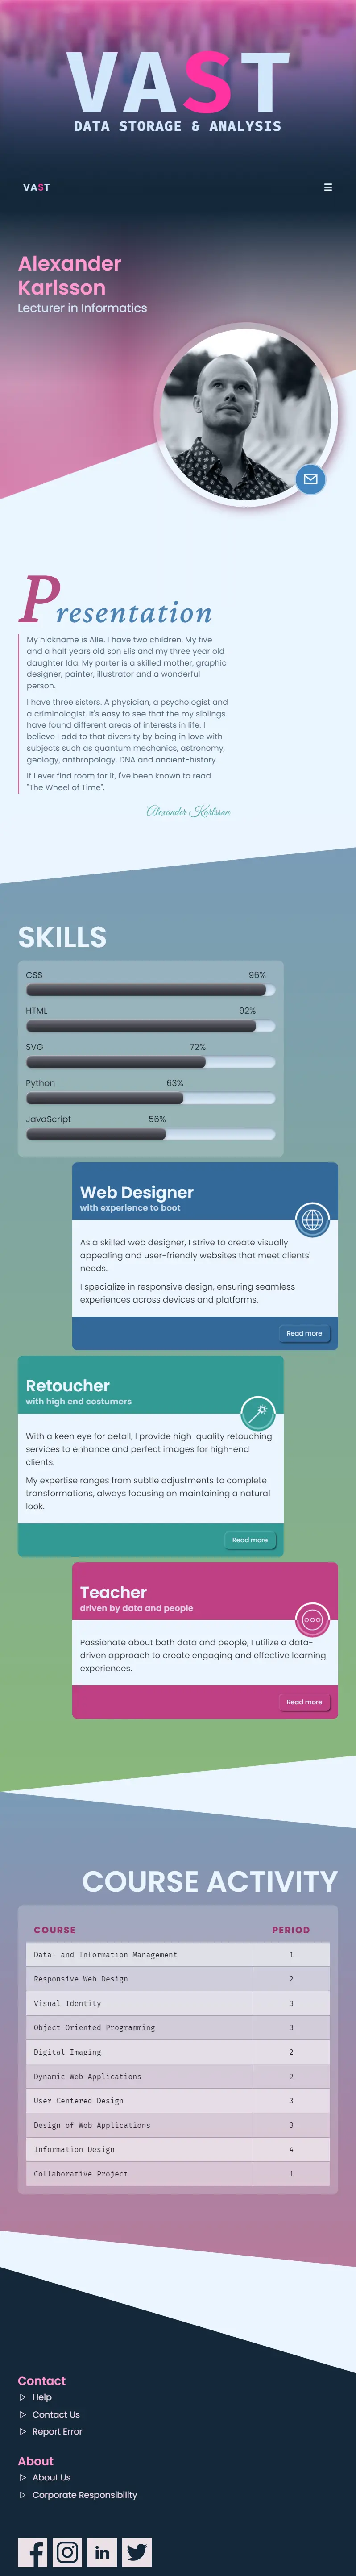 VAST
DATA STORAGE & ANALYSIS
VAST
Alexander
Karlsson
Lecturer in Informatics
Presentation
My nickname is Alle. I have two children. My five
and a half years old son Elis and my three year old
daughter Ida. My parter is a skilled mother, graphic
designer, painter, illustrator and a wonderful
person.
I have three sisters. A physician, a psychologist and
a criminologist. It's easy to see that the my siblings
have found different areas of interests in life. I
believe I add to that diversity by being in love with
subjects such as quantum mechanics, astronomy,
geology, anthropology, DNA and ancient-history.
If I ever find room for it, I've been known to read
"The Wheel of Time".
Alexander Karlsson
SKILLS
CSS 96%
HTML 92%
SVG 72%
Python 63%
JavaScript 56%
Web Designer
with experience to boot
As a skilled web designer, I strive to create visually
appealing and user-friendly websites that meet clients'
needs.
I specialize in responsive design, ensuring seamless
experiences across devices and platforms.
Read more
Retoucher
with high end costumers
With a keen eye for detail, I provide high-quality retouching
services to enhance and perfect images for high-end
clients.
My expertise ranges from subtle adjustments to complete
transformations, always focusing on maintaining a natural
look.
Read more
Teacher
driven by data and people
Passionate about both data and people, I utilize a data-
driven approach to create engaging and effective learning
experiences.
Read more
COURSE ACTIVITY
COURSE PERIOD
Data- and Information Management 1
Responsive Web Design 2
Visual Identity 3
Object Oriented Programming 3
Digital Imaging 2
Dynamic Web Applications 2
User Centered Design 3
Design of Web Applications 3
Information Design 4
Collaborative Project 1
Contact
Help
Contact Us
Report Error
About
About Us
Corporate Responsibility